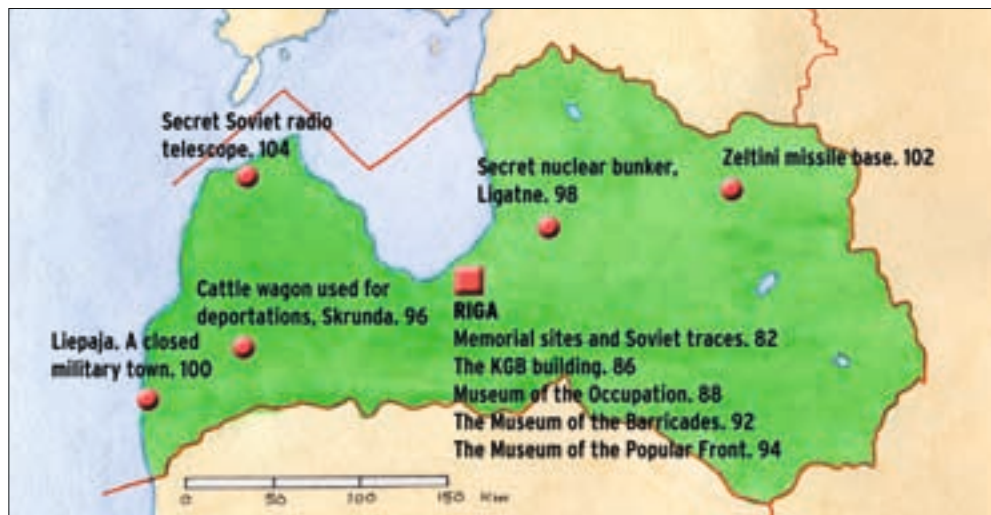 Secret Soviet radio
telescope. 104
Secret nuclear bunker,
Ligatne. 98
Zeltini missile base. 102
Cattle wagon used for
deportations, Skrunda. 96
Liepaja. A closed
military town. 100
RIGA
Memorial sites and Soviet traces. 82
The KGB building. 86
Museum of the Occupation. 88
The Museum of the Barricades. 92
The Museum of the Popular Front. 94
0 50 100 150 Km